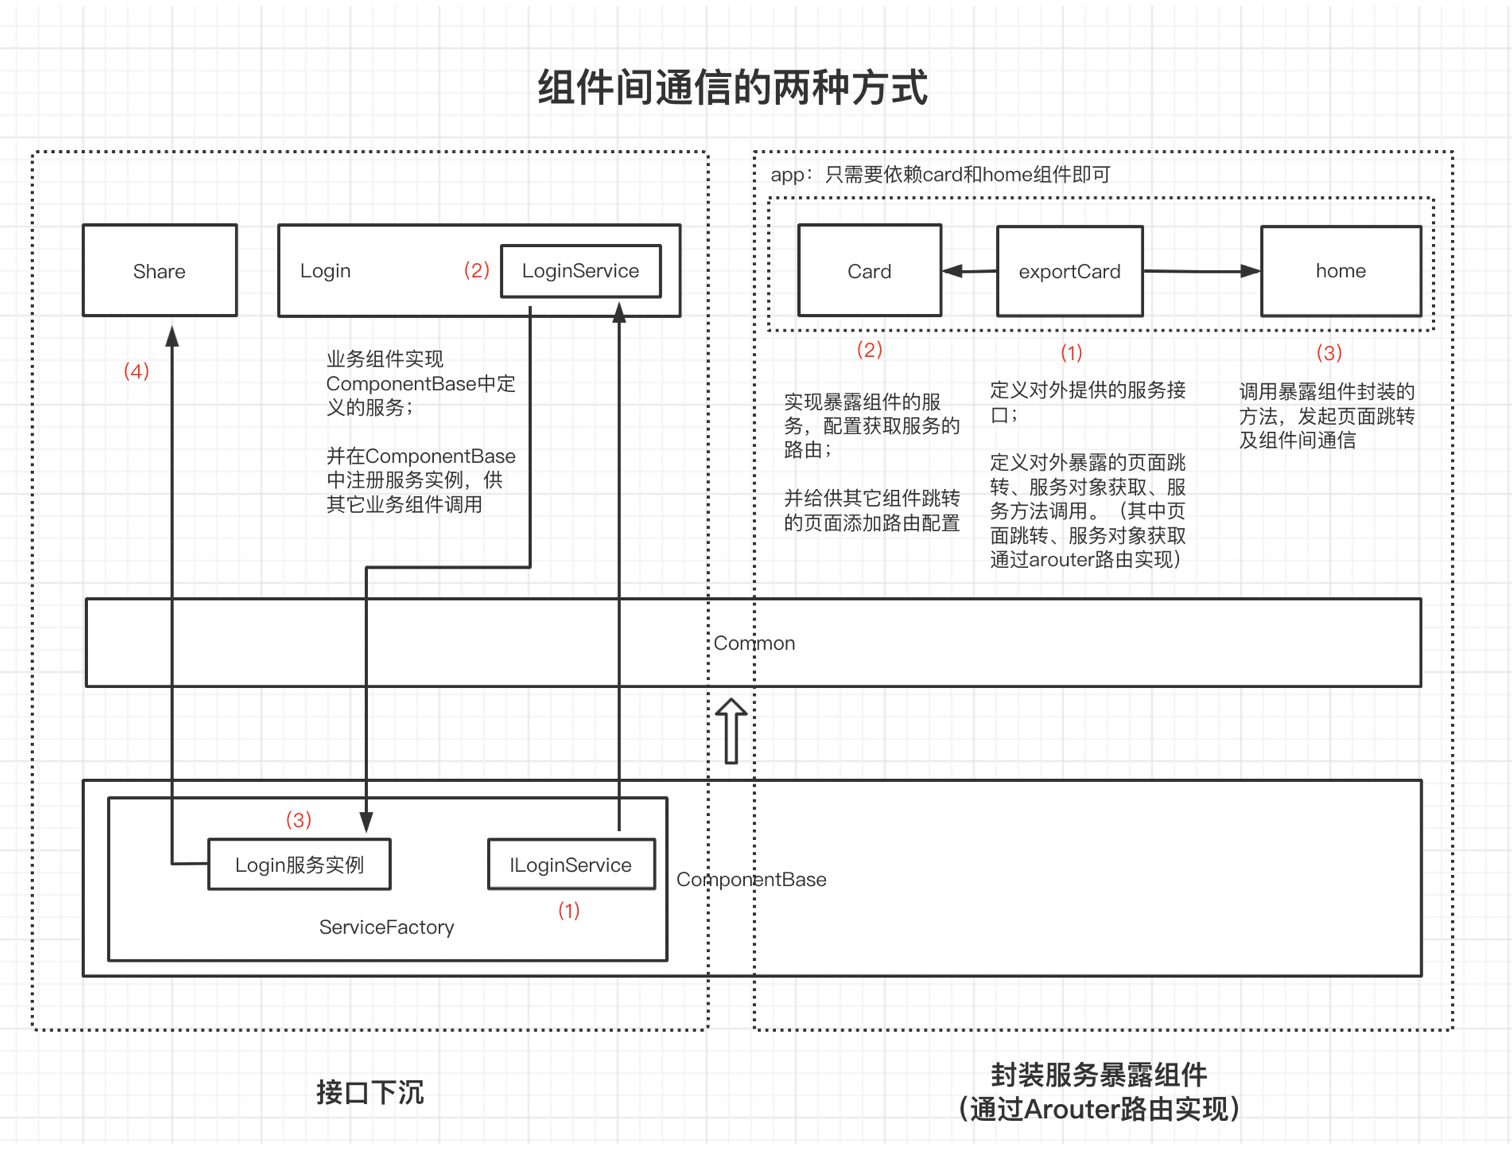 组件间通信的两种方式
app：只需要依赖card和home组件即可
Share
Login
(2)
LoginService
Card
exportCard
home
(4)
业务组件实现
ComponentBase中定
义的服务；
并在ComponentBase
中注册服务实例，供
其它业务组件调用
(2)
(1)
(3)
实现暴露组件的服
务，配置获取服务的
路由；
并给供其它组件跳转
的页面添加路由配置
定义对外提供的服务接
口；
定义对外暴露的页面跳
转、服务对象获取、服
务方法调用。（其中页
面跳转、服务对象获取
通过arouter路由实现）
调用暴露组件封装的
方法，发起页面跳转
及组件间通信
Common
(3)
Login服务实例
ILoginService
(1)
ServiceFactory
ComponentBase
接口下沉
封装服务暴露组件
（通过Arouter路由实现）